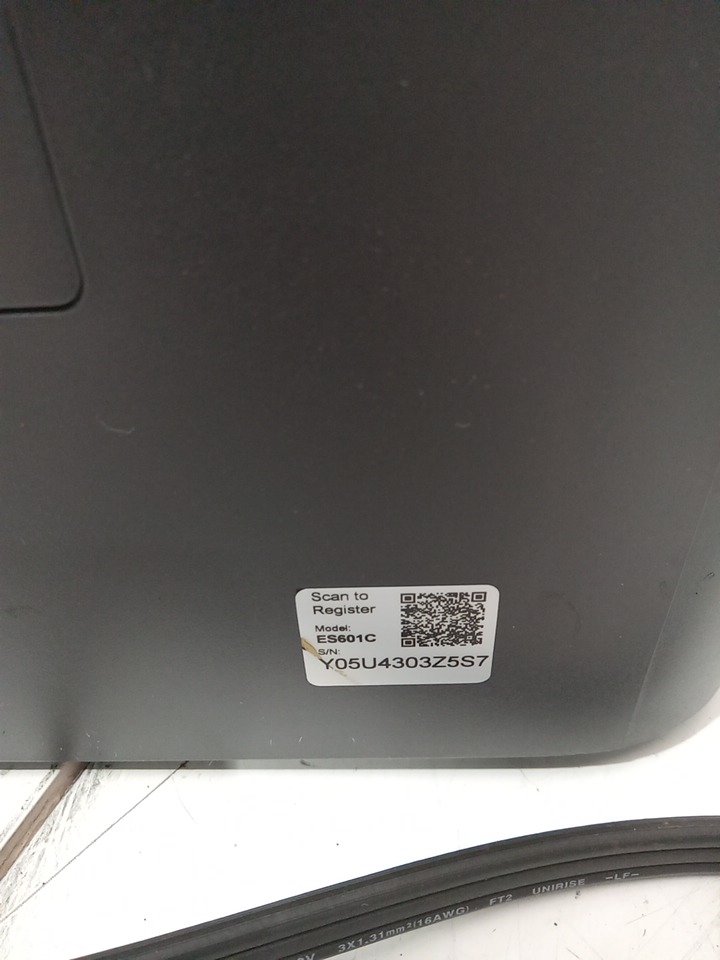 Scan to
Register
Model:
ES601C
S/N:
Y05U4303Z5S7
3X1.31mm²(16AWG) FT2 UNIRISE -LF-